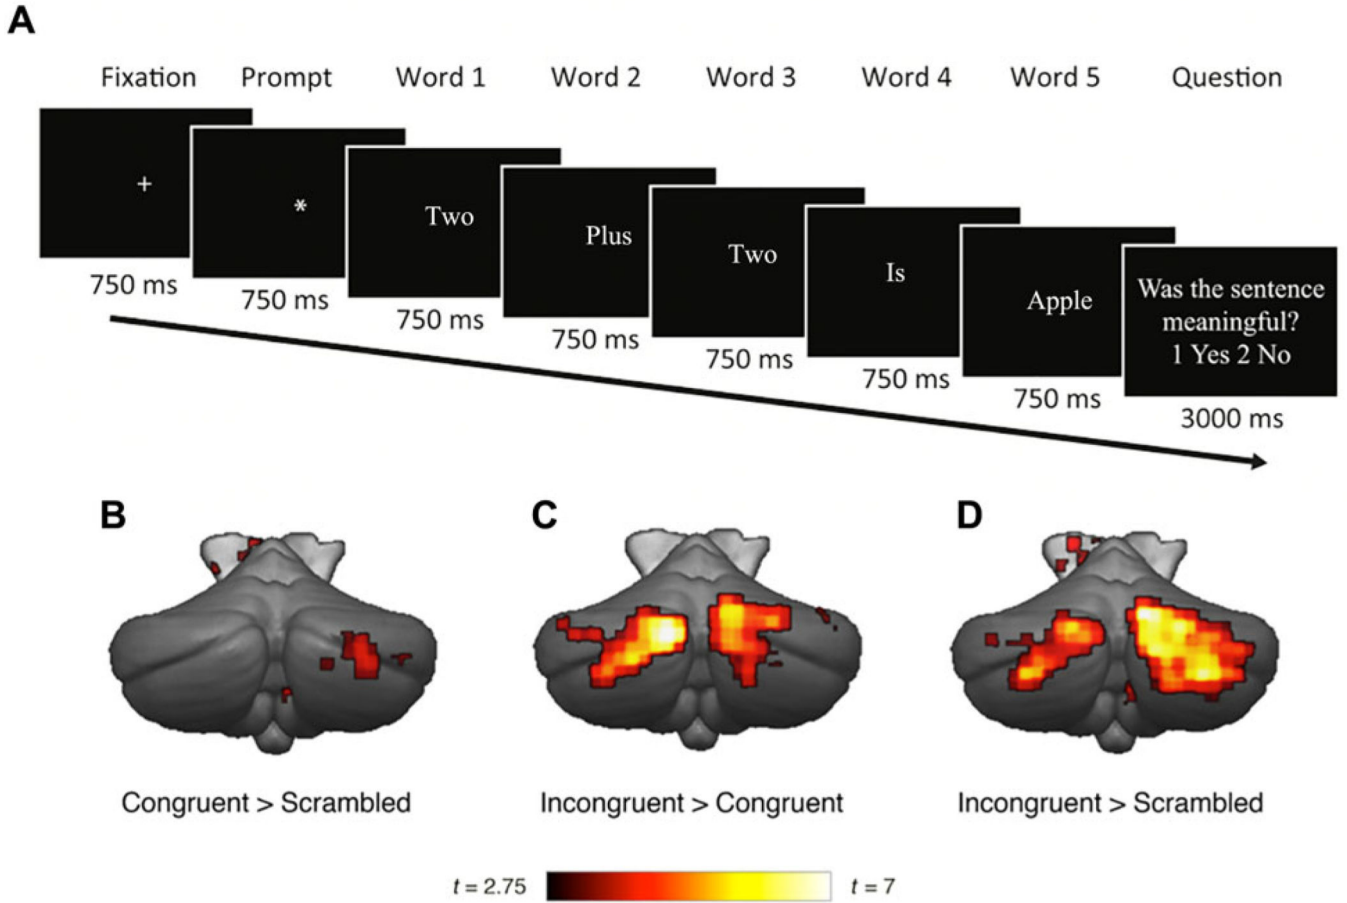 A
Fixation Prompt Word 1 Word 2 Word 3 Word 4 Word 5 Question
+
*
Two
Plus
Two
Is
Apple
Was the sentence
meaningful?
1 Yes 2 No
750 ms
750 ms
750 ms
750 ms
750 ms
750 ms
750 ms
3000 ms
B
C
D
Congruent > Scrambled
Incongruent > Congruent
Incongruent > Scrambled
t = 2.75
t = 7